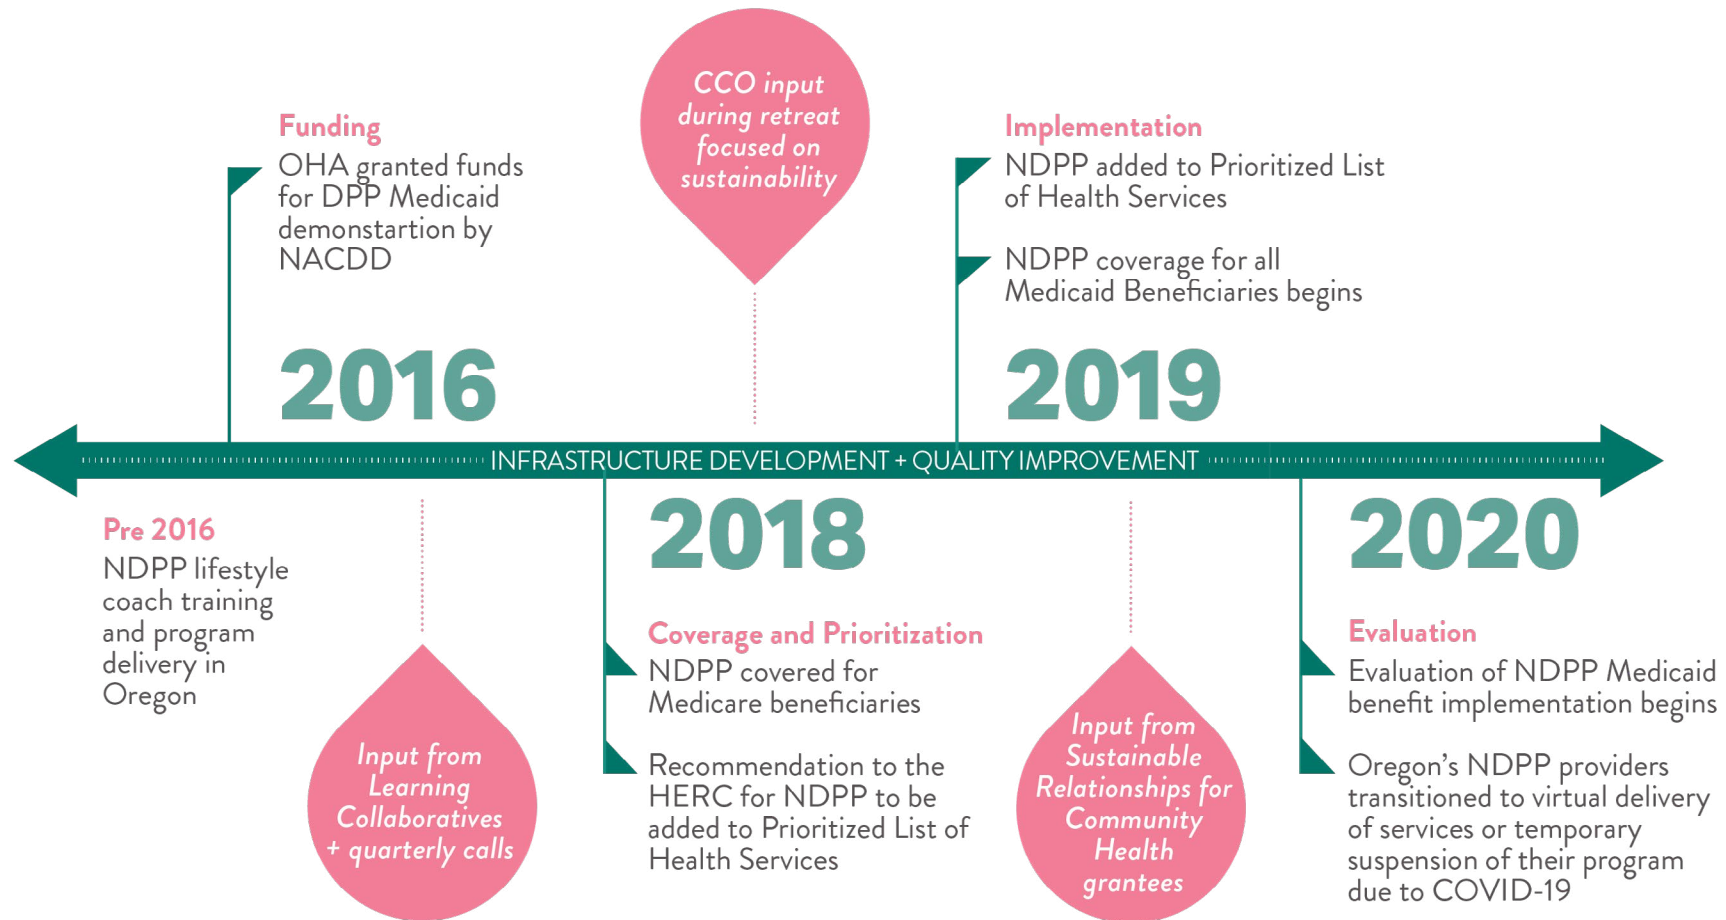 Funding
OHA granted funds
for DPP Medicaid
demonstartion by
NACDD
2016
CCO input
during retreat
focused on
sustainability
Implementation
NDPP added to Prioritized List
of Health Services
NDPP coverage for all
Medicaid Beneficiaries begins
2019
INFRASTRUCTURE DEVELOPMENT + QUALITY IMPROVEMENT
Pre 2016
NDPP lifestyle
coach training
and program
delivery in
Oregon
Input from
Learning
Collaboratives
+ quarterly calls
2018
Coverage and Prioritization
NDPP covered for
Medicare beneficiaries
Recommendation to the
HERC for NDPP to be
added to Prioritized List of
Health Services
Input from
Sustainable
Relationships for
Community
Health
grantees
2020
Evaluation
Evaluation of NDPP Medicaid
benefit implementation begins
Oregon's NDPP providers
transitioned to virtual delivery
of services or temporary
suspension of their program
due to COVID-19